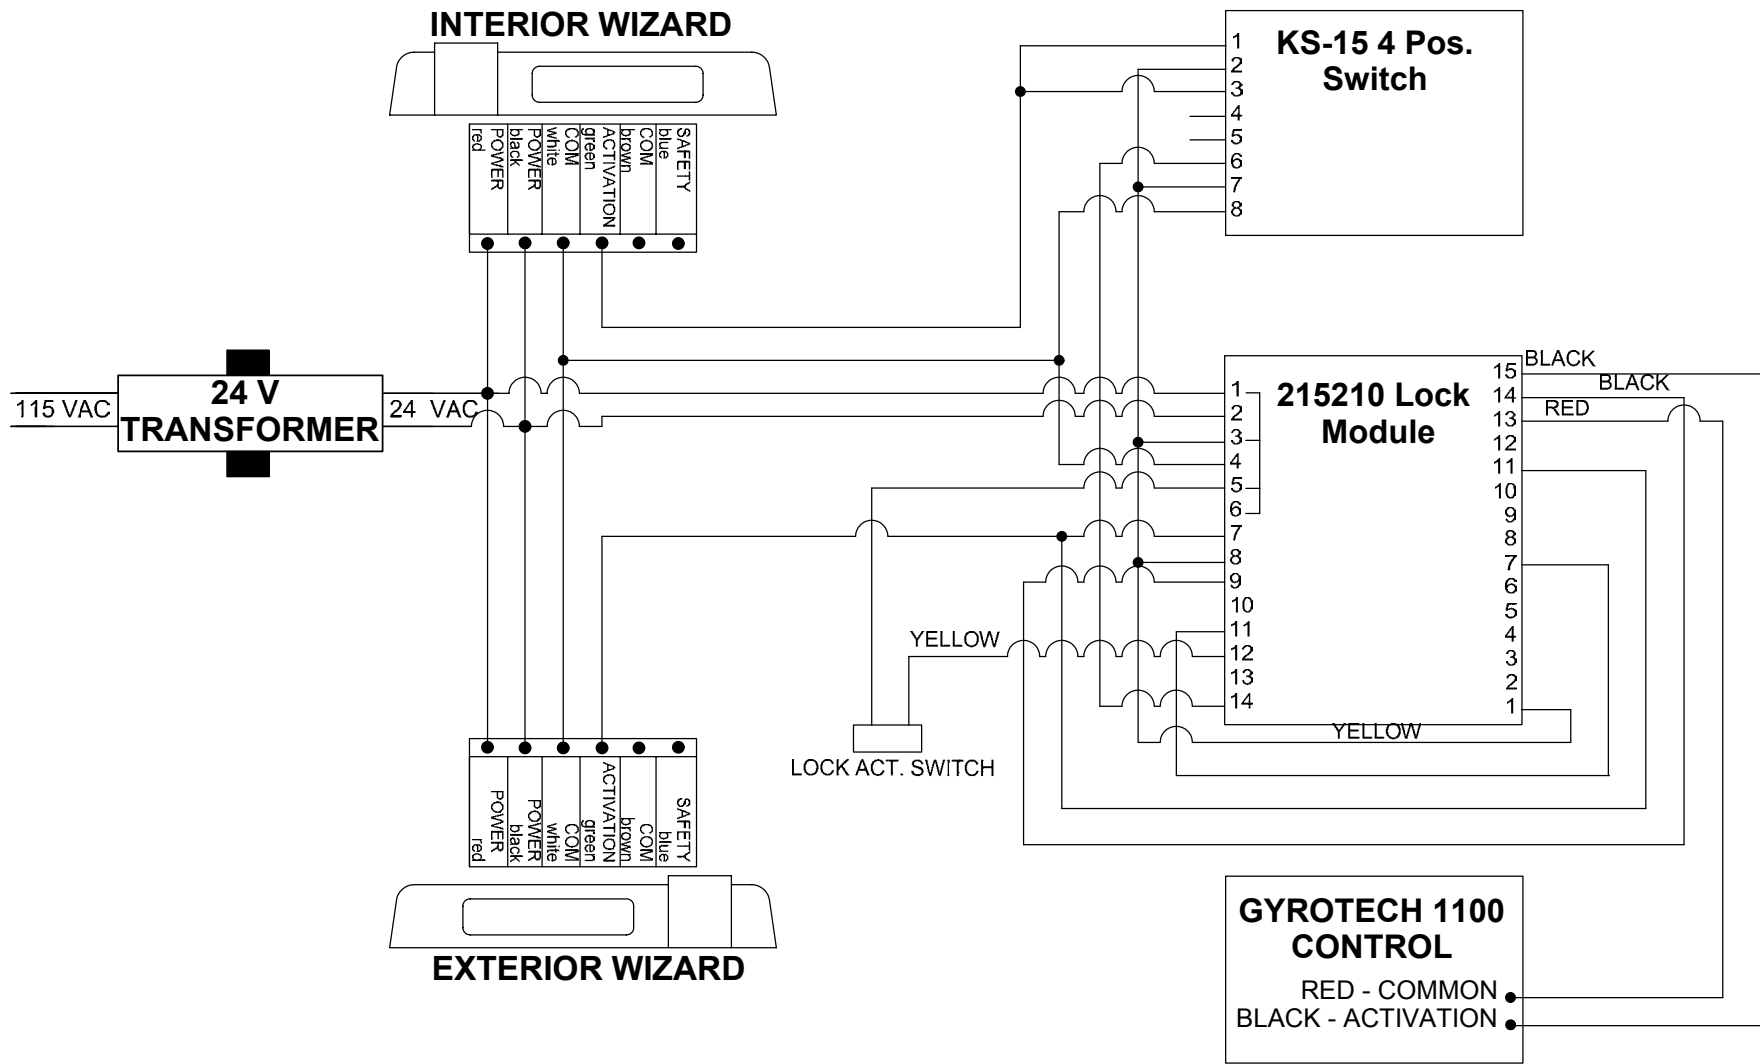 INTERIOR WIZARD
red
POWER
black
POWER
white
COM
green
ACTIVATION
brown
COM
blue
SAFETY
KS-15 4 Pos.
Switch
1
2
3
4
5
6
7
8
115 VAC
24 V
TRANSFORMER
24 VAC
215210 Lock
Module
1
2
3
4
5
6
7
8
9
10
11
12
13
14
15
14
13
12
11
10
9
8
7
6
5
4
3
2
1
BLACK
BLACK
RED
YELLOW
YELLOW
LOCK ACT. SWITCH
red
POWER
black
POWER
white
COM
green
ACTIVATION
brown
COM
blue
SAFETY
EXTERIOR WIZARD
GYROTECH 1100
CONTROL
RED - COMMON
BLACK - ACTIVATION